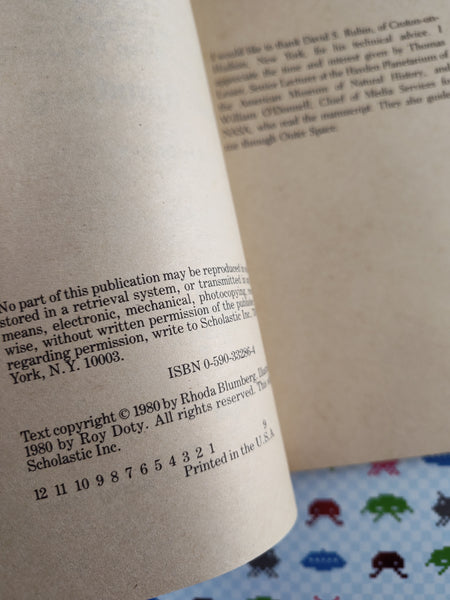 No part of this publication may be reproduced
stored in a retrieval system, or transmitted in
means, electronic, mechanical, photocopying,
wise, without written permission of the publishe
regarding permission, write to Scholastic Inc.
York, N.Y. 10003.
ISBN 0-590-33286-4
Text copyright © 1980 by Rhoda Blumberg.
1980 by Roy Doty. All rights reserved.
Scholastic Inc.
12 11 10 9 8 7 6 5 4 3 2 1
9
Printed in the U.S.A
I would like to thank David S. Rubin, of Croton-on-
Hudson, New York, for his technical advice. I
appreciate the time and interest given by Thomas
Senior Lecturer at the Hayden Planetarium of
the American Museum of Natural History, and
William O'Donnell, Chief of Media Services for
NASA, who read the manuscript. They also guide
me through Outer Space.